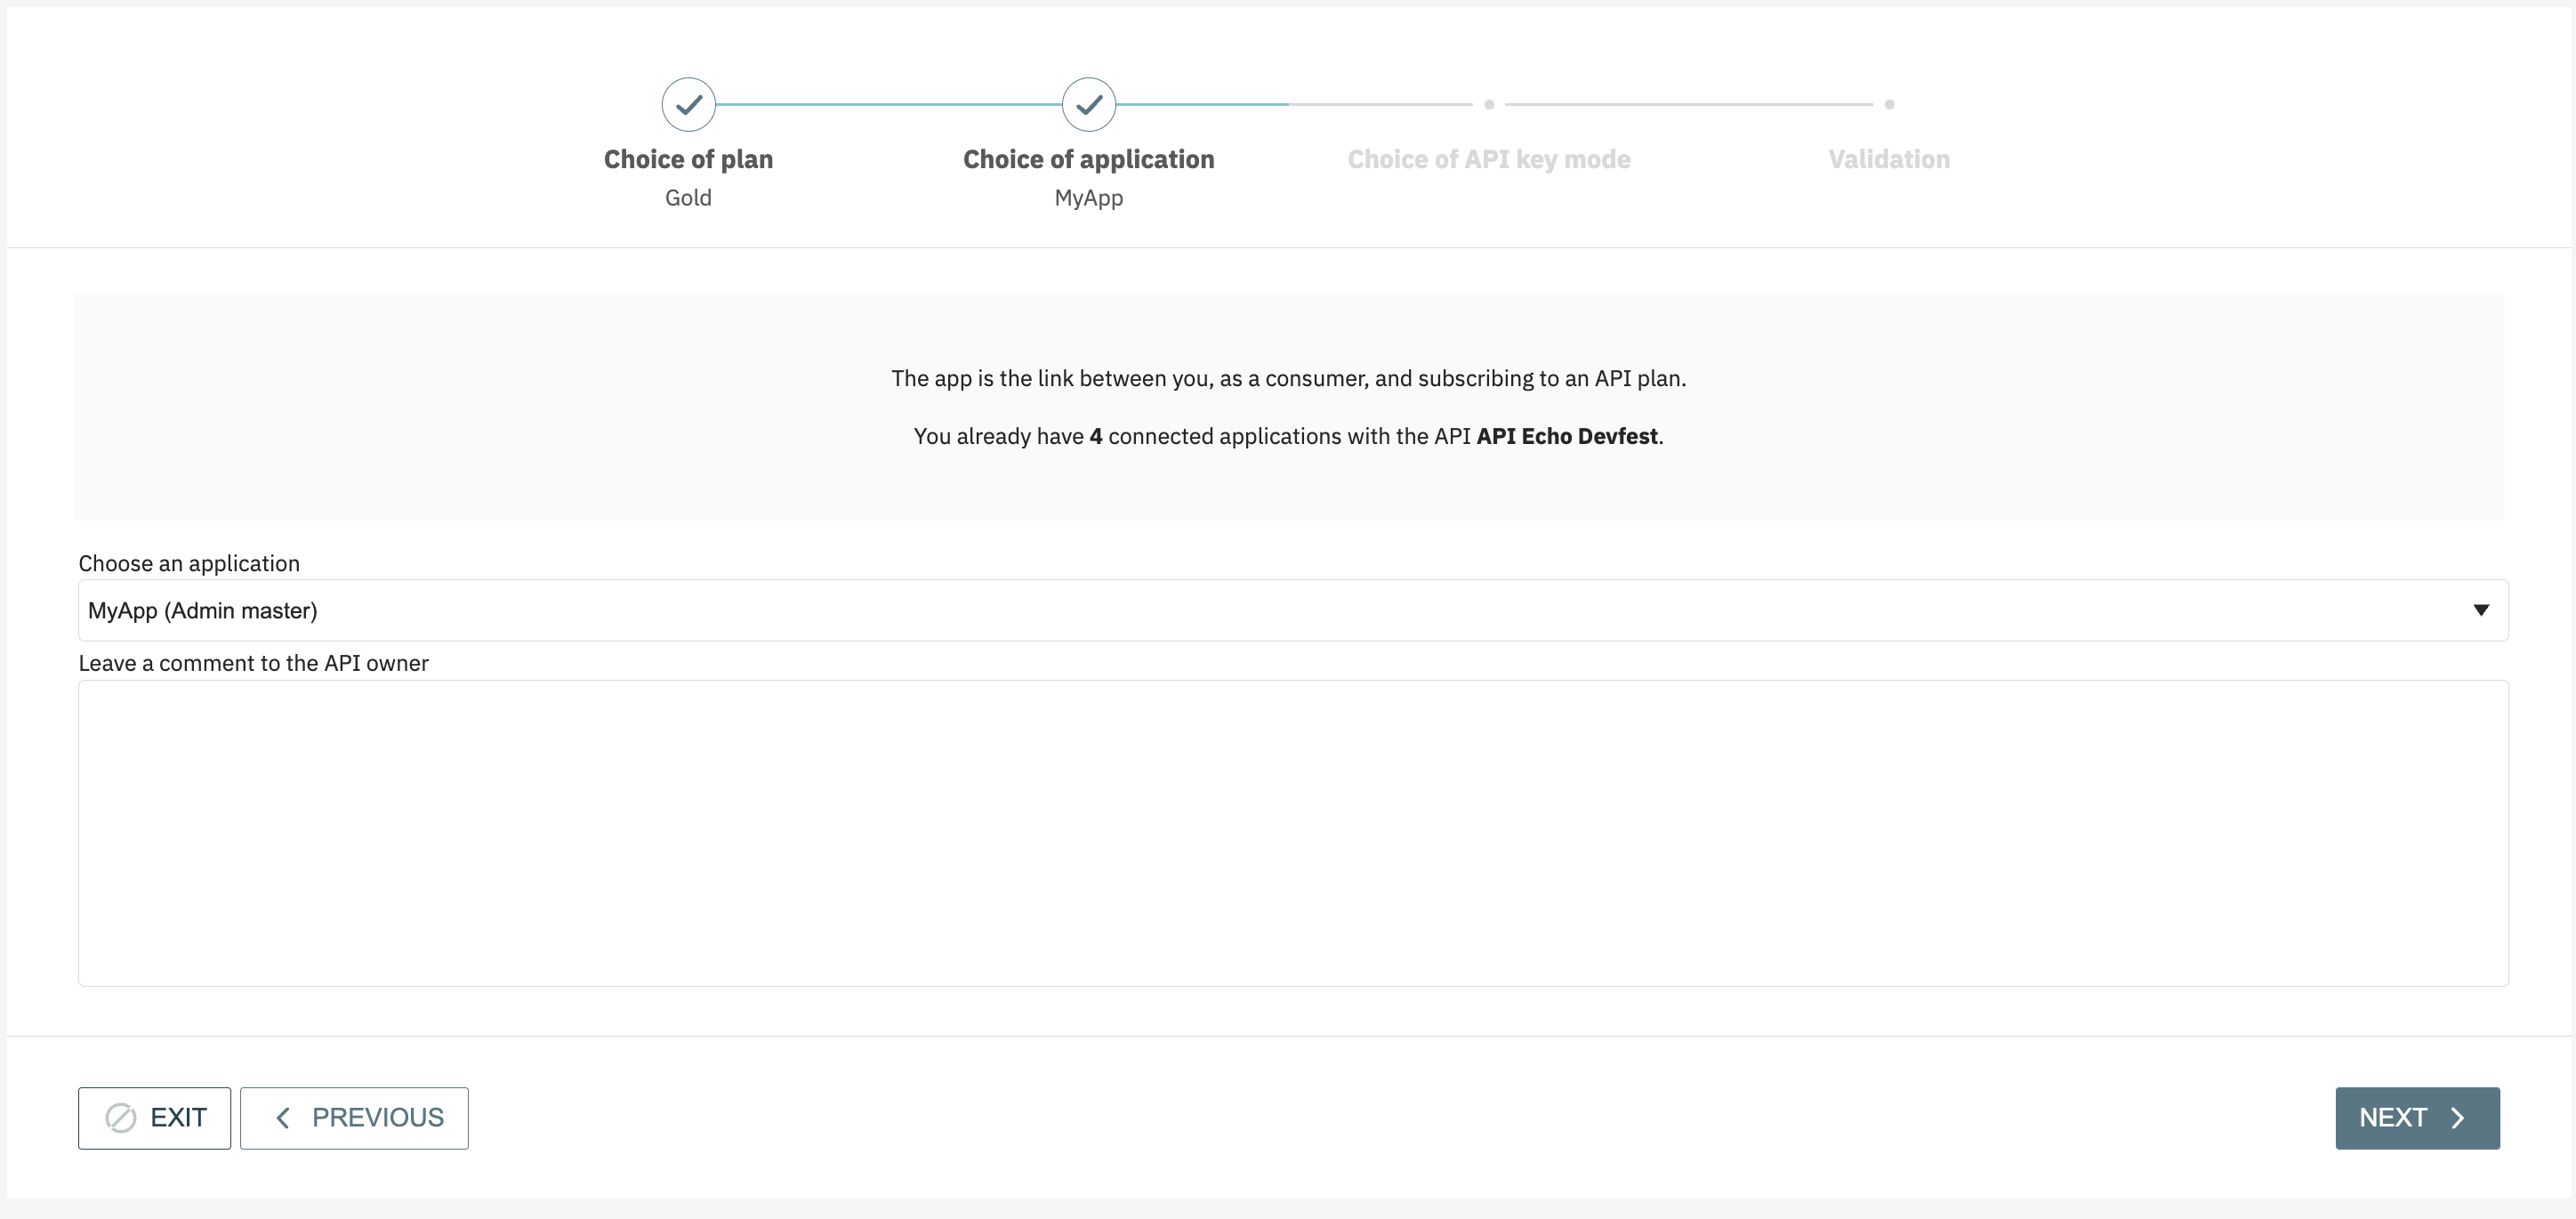 Choice of plan
Choice of application
Choice of API key mode
Validation
Gold
MyApp
The app is the link between you, as a consumer, and subscribing to an API plan.
You already have 4 connected applications with the API API Echo Devfest.
Choose an application
MyApp (Admin master)
Leave a comment to the API owner
EXIT
PREVIOUS
NEXT